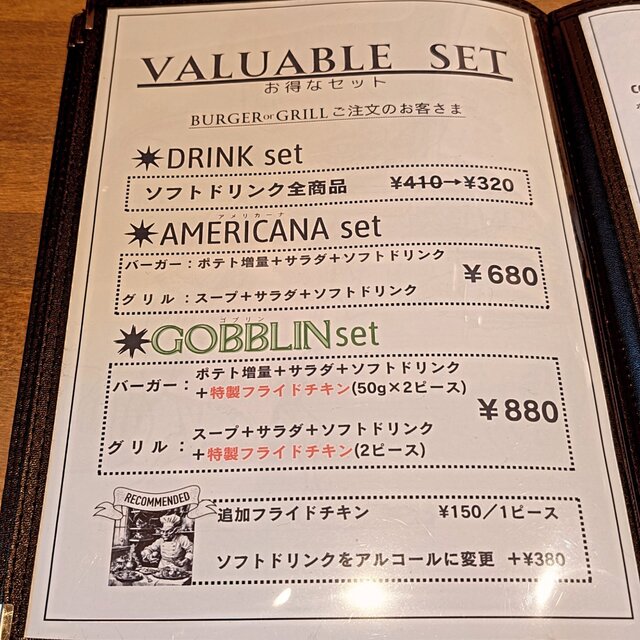 VALUABLE SET
お得なセット
BURGER or GRILL ご注文のお客さま
DRINK set
ソフトドリンク全商品 ¥410→¥320
アメリカーナ
AMERICANA set
バーガー：ポテト増量＋サラダ＋ソフトドリンク
¥680
グリル：スープ＋サラダ＋ソフトドリンク
ゴブリン
GOBBLIN set
バーガー：ポテト増量＋サラダ＋ソフトドリンク
＋特製フライドチキン(50g×2ピース)
¥880
グリル：スープ＋サラダ＋ソフトドリンク
＋特製フライドチキン(2ピース)
RECOMMENDED
追加フライドチキン ¥150／1ピース
ソフトドリンクをアルコールに変更 ＋¥380